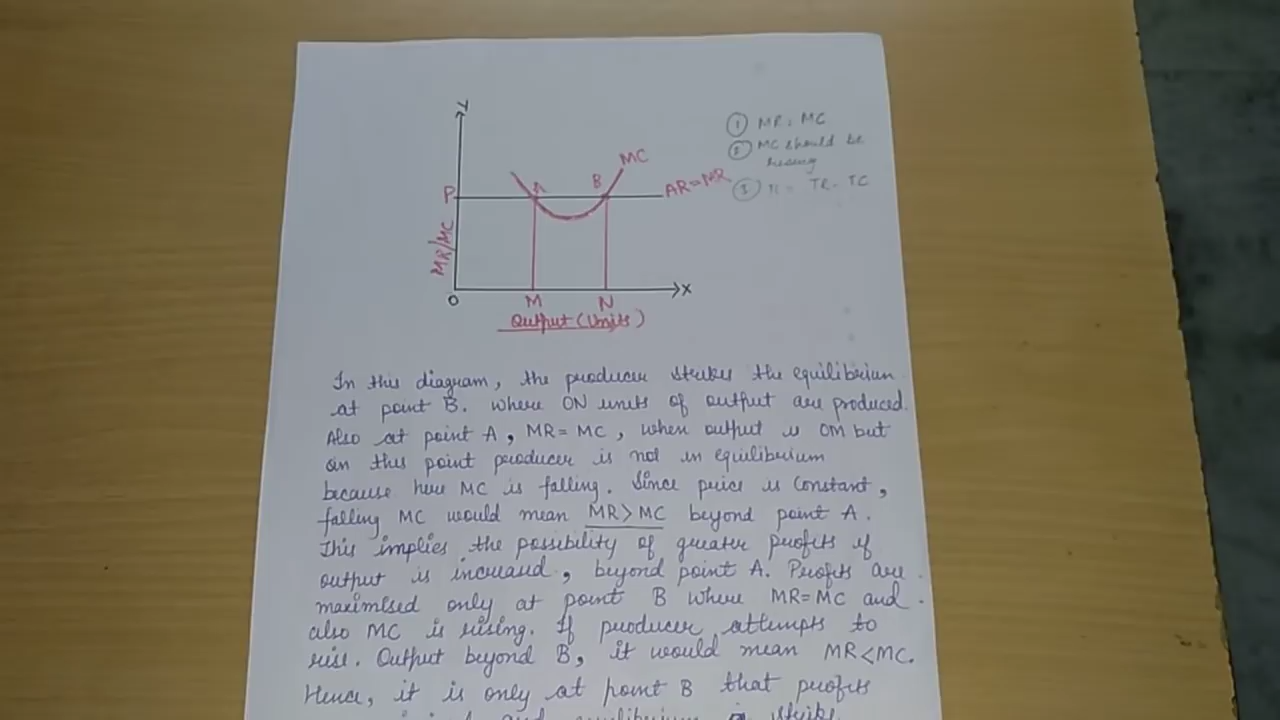 Y
① MR = MC
② MC should be
rising
③ π = TR - TC
MC
A
B
AR=MR
P
MR/MC
O
M
N
X
Output (Units)
In this diagram, the producer strikes the equilibrium
at point B. where ON units of output are produced.
Also at point A, MR = MC, when output is OM but
on this point producer is not in equilibrium
because here MC is falling. Since price is Constant,
falling MC would mean MR > MC beyond point A.
This implies the possibility of greater profits if
output is increased, beyond point A. Profits are
maximised only at point B where MR = MC and
also MC is rising. If producer attempts to
rise. Output beyond B, it would mean MR < MC.
Hence, it is only at point B that profits
and equilibrium is strike.